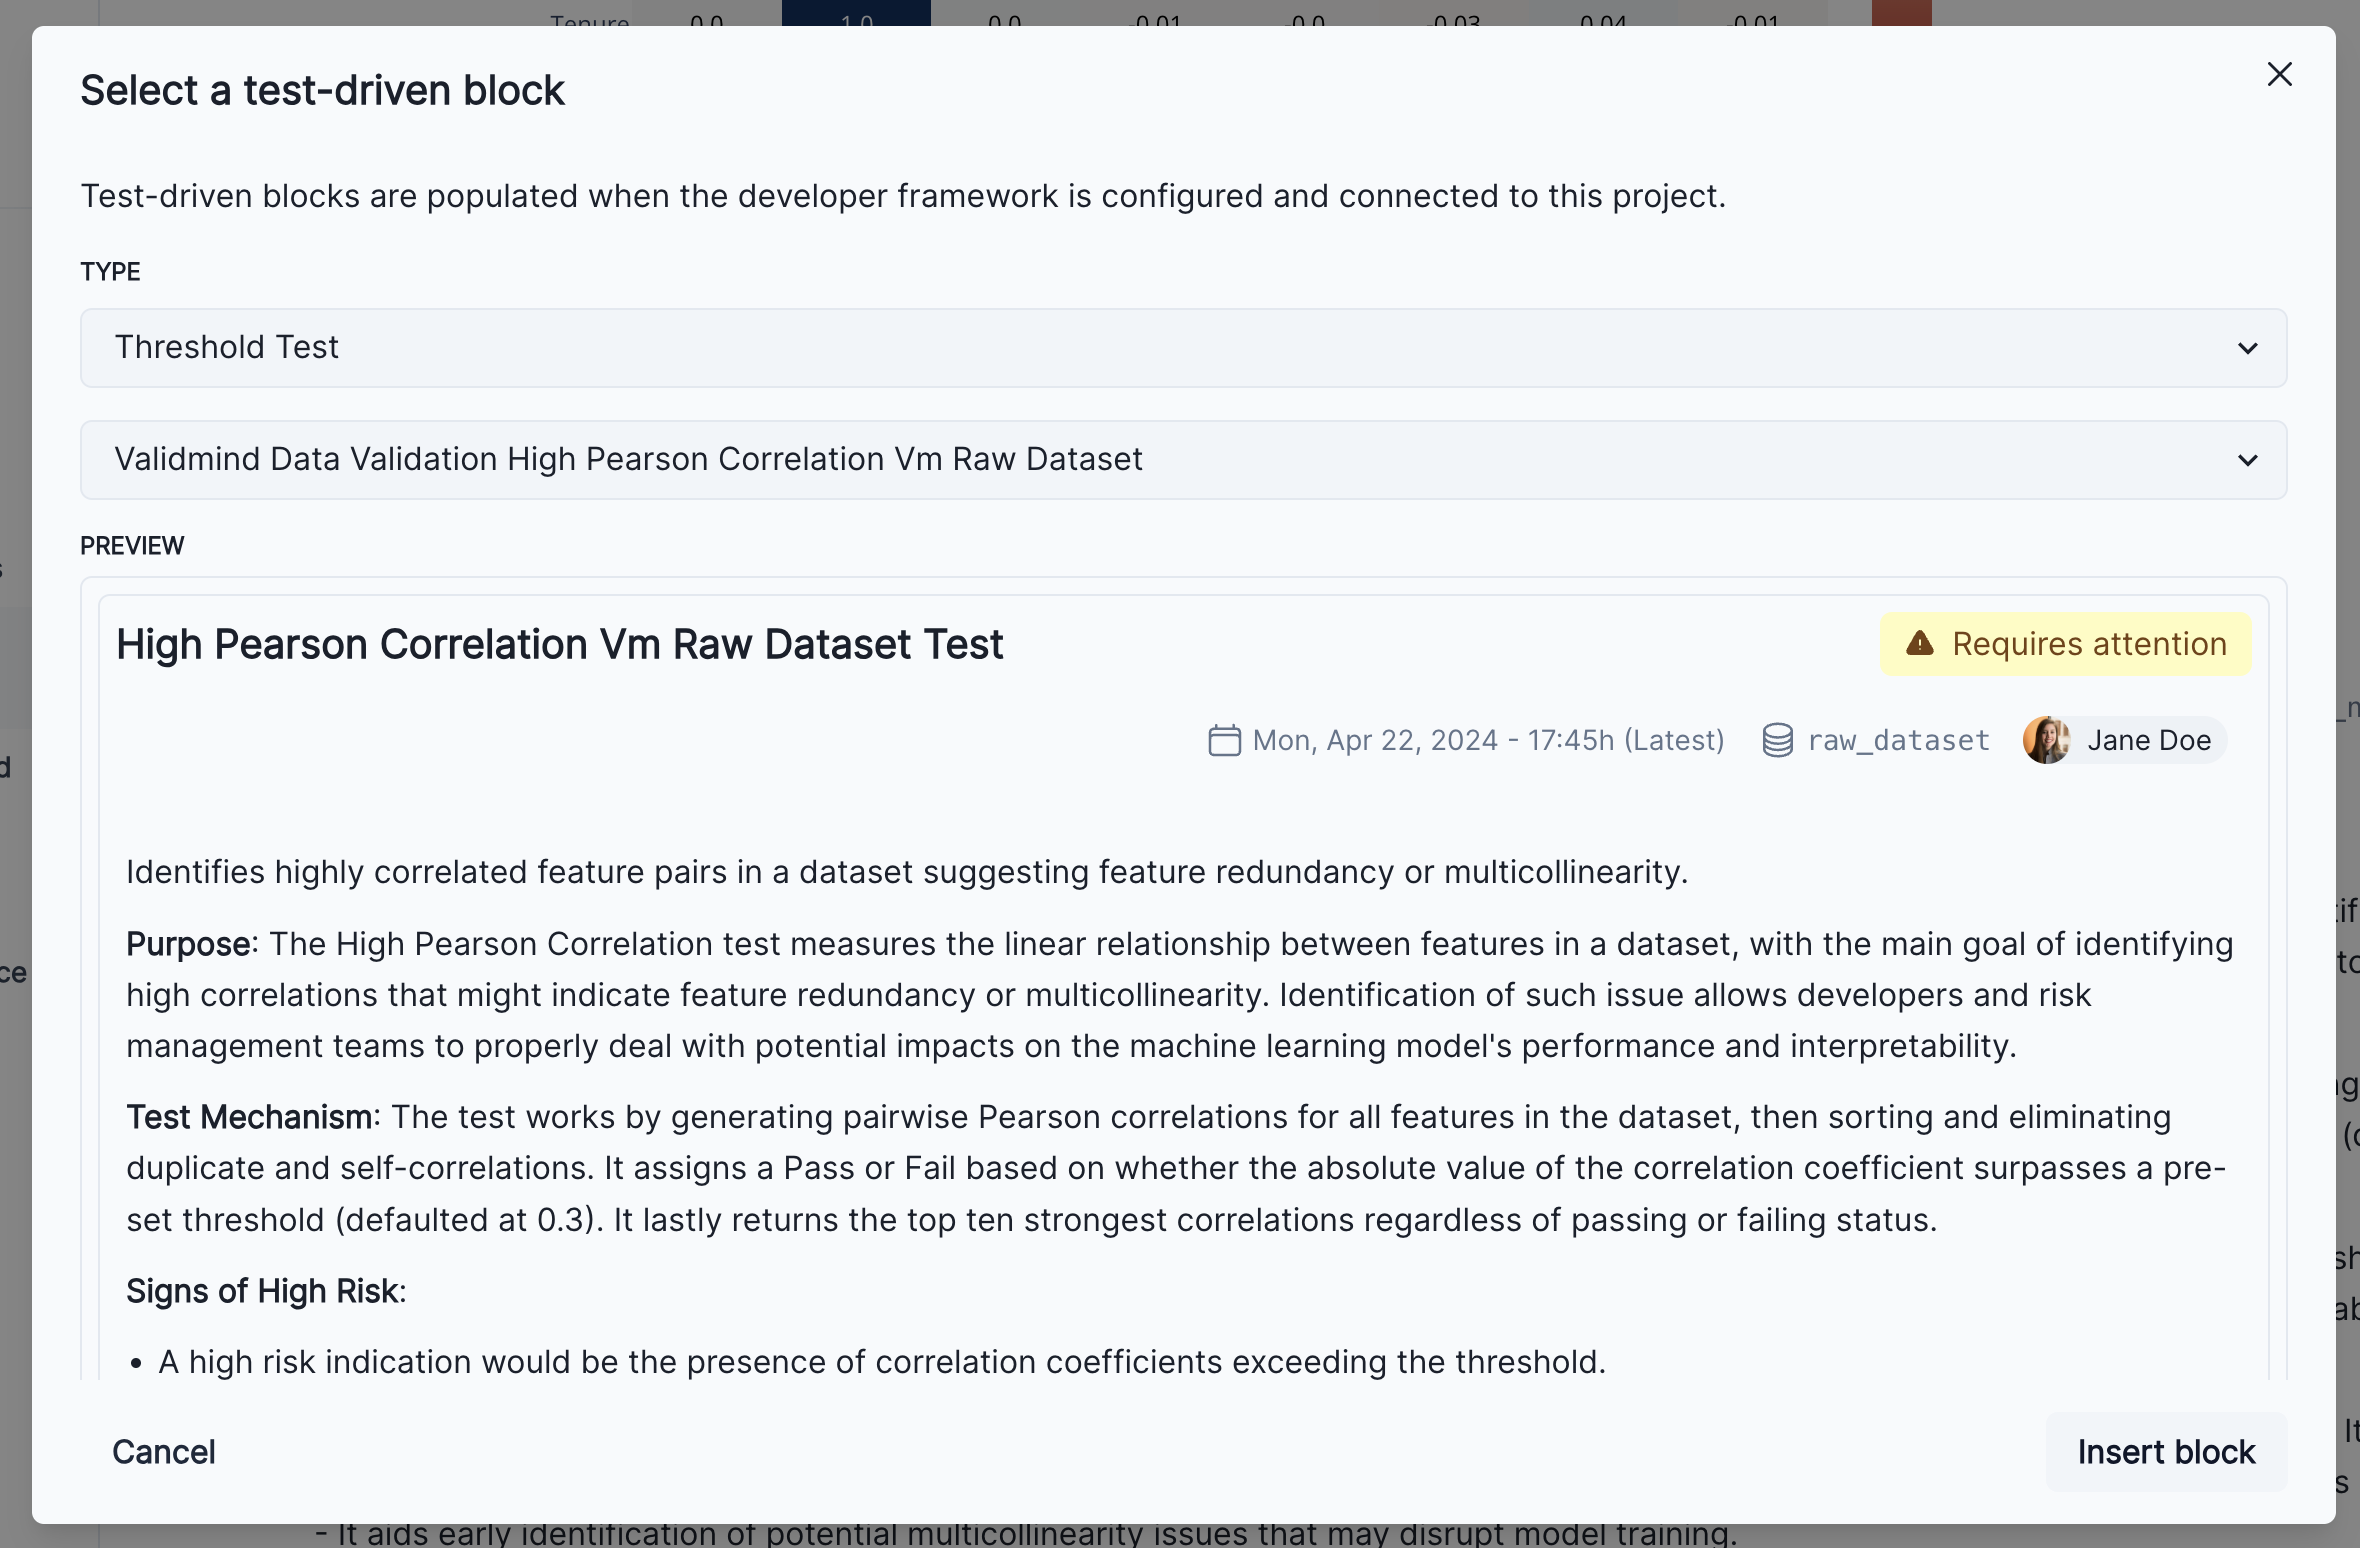 Tenure 0.0 1.0 0.0 -0.01 -0.0 -0.03 0.04 -0.01
Select a test-driven block
Test-driven blocks are populated when the developer framework is configured and connected to this project.
TYPE
Threshold Test
Validmind Data Validation High Pearson Correlation Vm Raw Dataset
PREVIEW
High Pearson Correlation Vm Raw Dataset Test
Requires attention
Mon, Apr 22, 2024 - 17:45h (Latest) raw_dataset Jane Doe
Identifies highly correlated feature pairs in a dataset suggesting feature redundancy or multicollinearity.
Purpose: The High Pearson Correlation test measures the linear relationship between features in a dataset, with the main goal of identifying
high correlations that might indicate feature redundancy or multicollinearity. Identification of such issue allows developers and risk
management teams to properly deal with potential impacts on the machine learning model's performance and interpretability.
Test Mechanism: The test works by generating pairwise Pearson correlations for all features in the dataset, then sorting and eliminating
duplicate and self-correlations. It assigns a Pass or Fail based on whether the absolute value of the correlation coefficient surpasses a pre-
set threshold (defaulted at 0.3). It lastly returns the top ten strongest correlations regardless of passing or failing status.
Signs of High Risk:
• A high risk indication would be the presence of correlation coefficients exceeding the threshold.
Cancel
Insert block
- It aids early identification of potential multicollinearity issues that may disrupt model training.